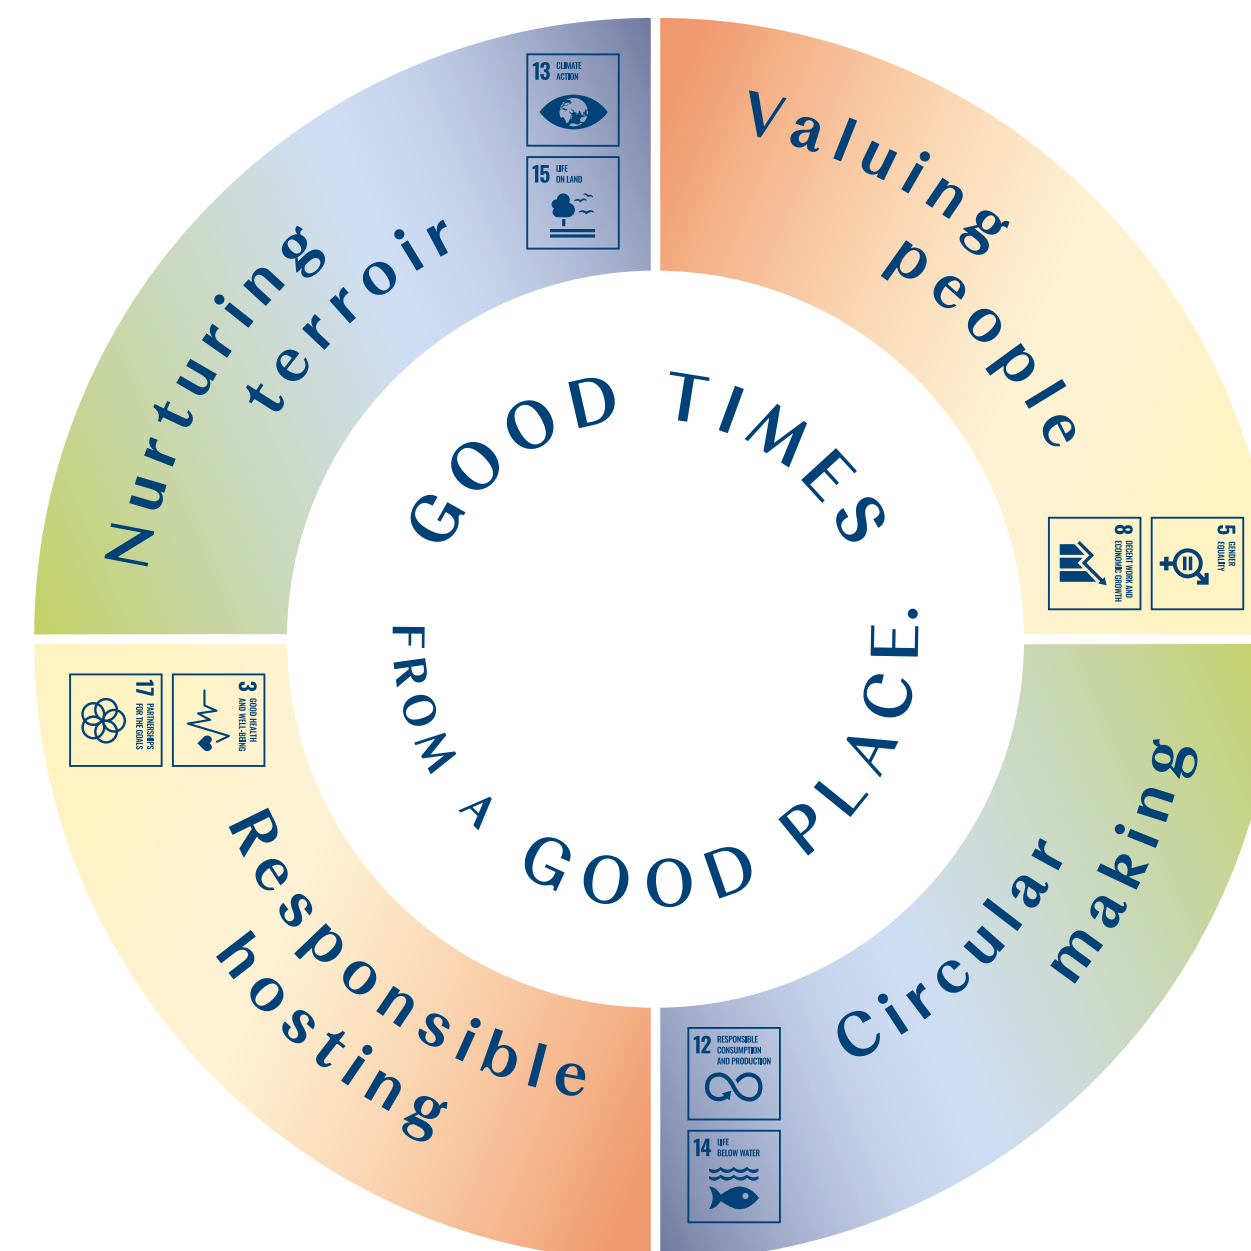 GOOD TIMES
FROM A GOOD PLACE.
Nurturing
terroir
13 CLIMATE
ACTION
15 LIFE
ON LAND
Valuing
people
5 GENDER
EQUALITY
8 DECENT WORK AND
ECONOMIC GROWTH
Circular
making
12 RESPONSIBLE
CONSUMPTION
AND PRODUCTION
14 LIFE
BELOW WATER
Responsible
hosting
3 GOOD HEALTH
AND WELL-BEING
17 PARTNERSHIPS
FOR THE GOALS